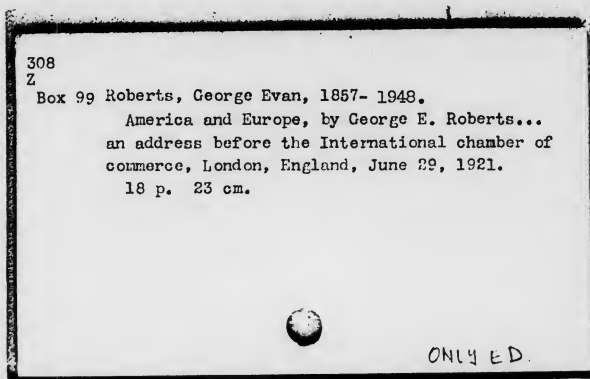 308
Z
Box 99 Roberts, George Evan, 1857- 1948.
America and Europe, by George E. Roberts...
an address before the International chamber of
commerce, London, England, June 29, 1921.
18 p. 23 cm.
ONLY ED.